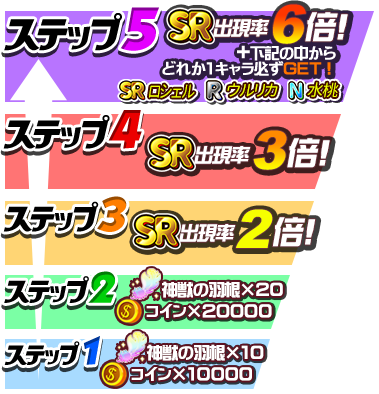 ステップ5
SR出現率6倍!
+下記の中から
どれか1キャラ必ずGET!
SRロシェル Rウルリカ N水桃
ステップ4
SR出現率3倍!
ステップ3
SR出現率2倍!
ステップ2
神獣の羽根×20
コイン×20000
ステップ1
神獣の羽根×10
コイン×10000